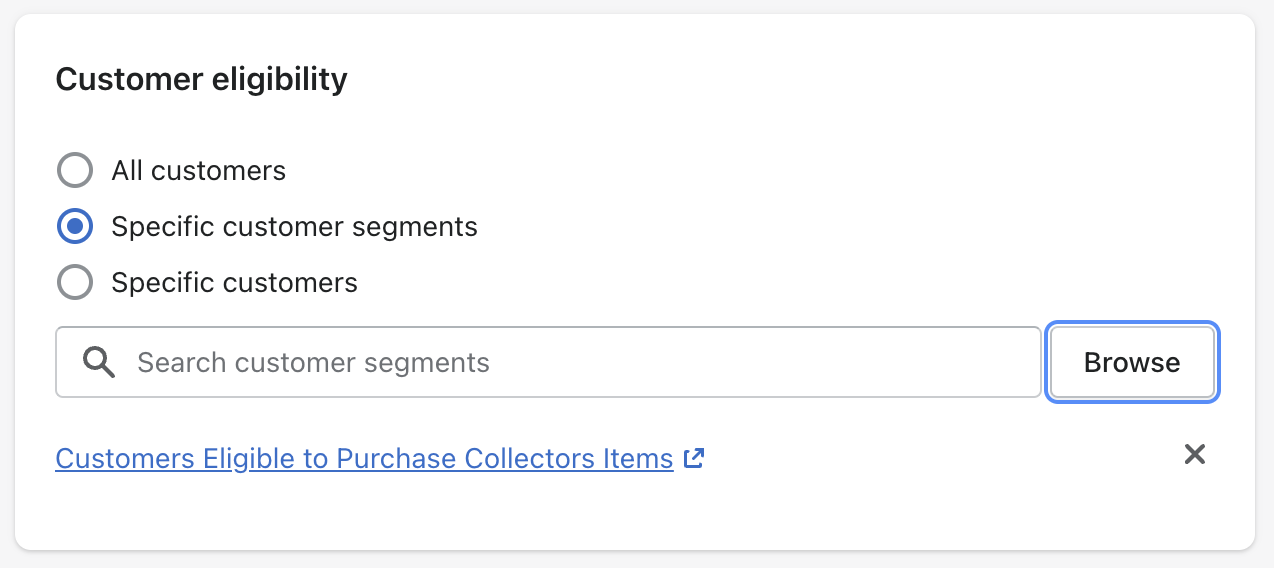 Customer eligibility
All customers
Specific customer segments
Specific customers
Search customer segments
Browse
Customers Eligible to Purchase Collectors Items